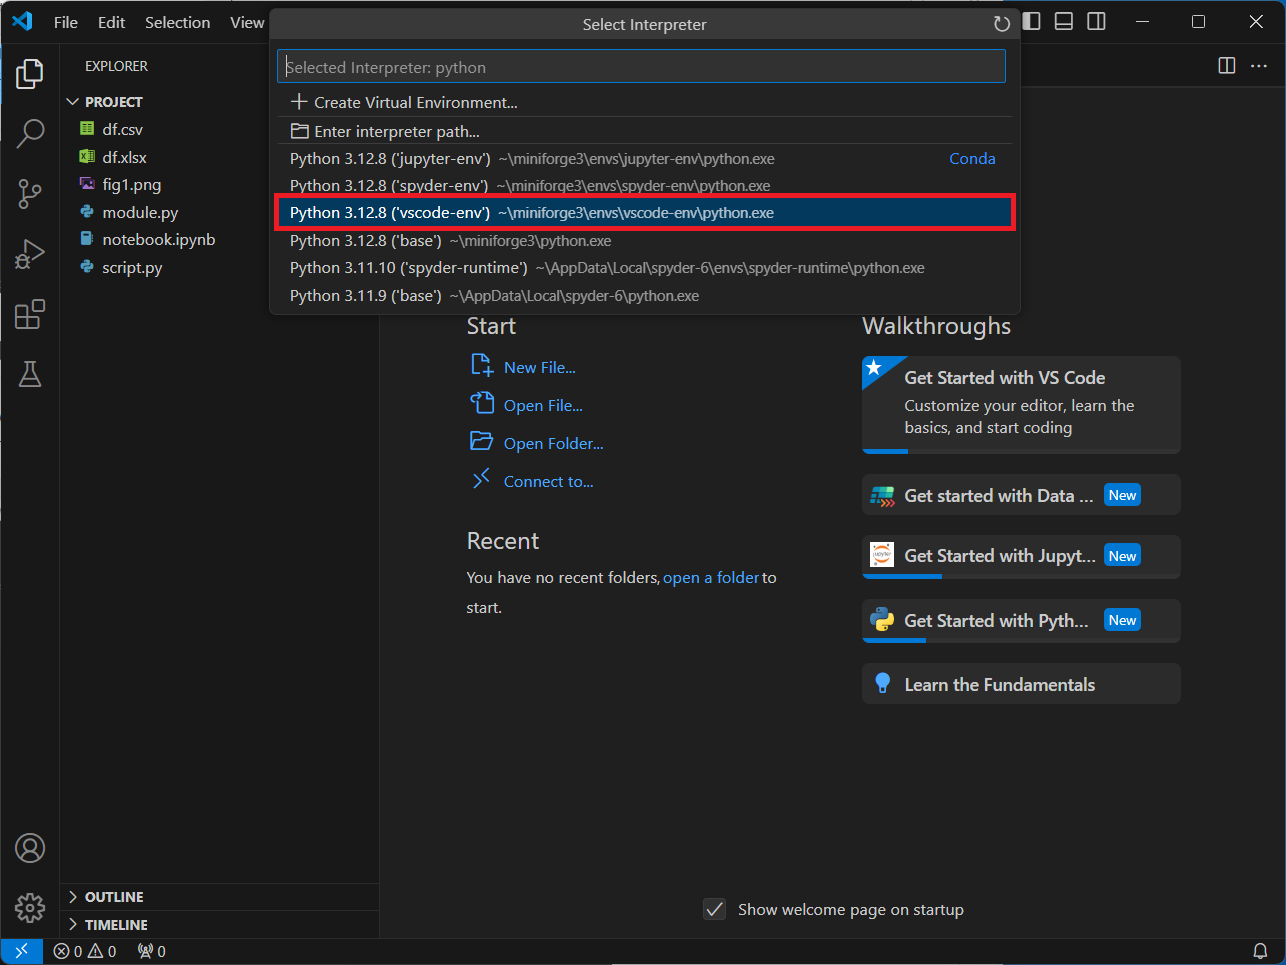 File Edit Selection View
Select Interpreter
Selected Interpreter: python
Create Virtual Environment...
Enter interpreter path...
Python 3.12.8 ('jupyter-env') ~\miniforge3\envs\jupyter-env\python.exe Conda
Python 3.12.8 ('spyder-env') ~\miniforge3\envs\spyder-env\python.exe
Python 3.12.8 ('vscode-env') ~\miniforge3\envs\vscode-env\python.exe
Python 3.12.8 ('base') ~\miniforge3\python.exe
Python 3.11.10 ('spyder-runtime') ~\AppData\Local\spyder-6\envs\spyder-runtime\python.exe
Python 3.11.9 ('base') ~\AppData\Local\spyder-6\python.exe
EXPLORER
PROJECT
df.csv
df.xlsx
fig1.png
module.py
notebook.ipynb
script.py
Start
New File...
Open File...
Open Folder...
Connect to...
Recent
You have no recent folders, open a folder to
start.
Walkthroughs
Get Started with VS Code
Customize your editor, learn the
basics, and start coding
Get started with Data ... New
jupyter
Get Started with Jupyt... New
Get Started with Pyth... New
Learn the Fundamentals
Show welcome page on startup
OUTLINE
TIMELINE
0 0 0